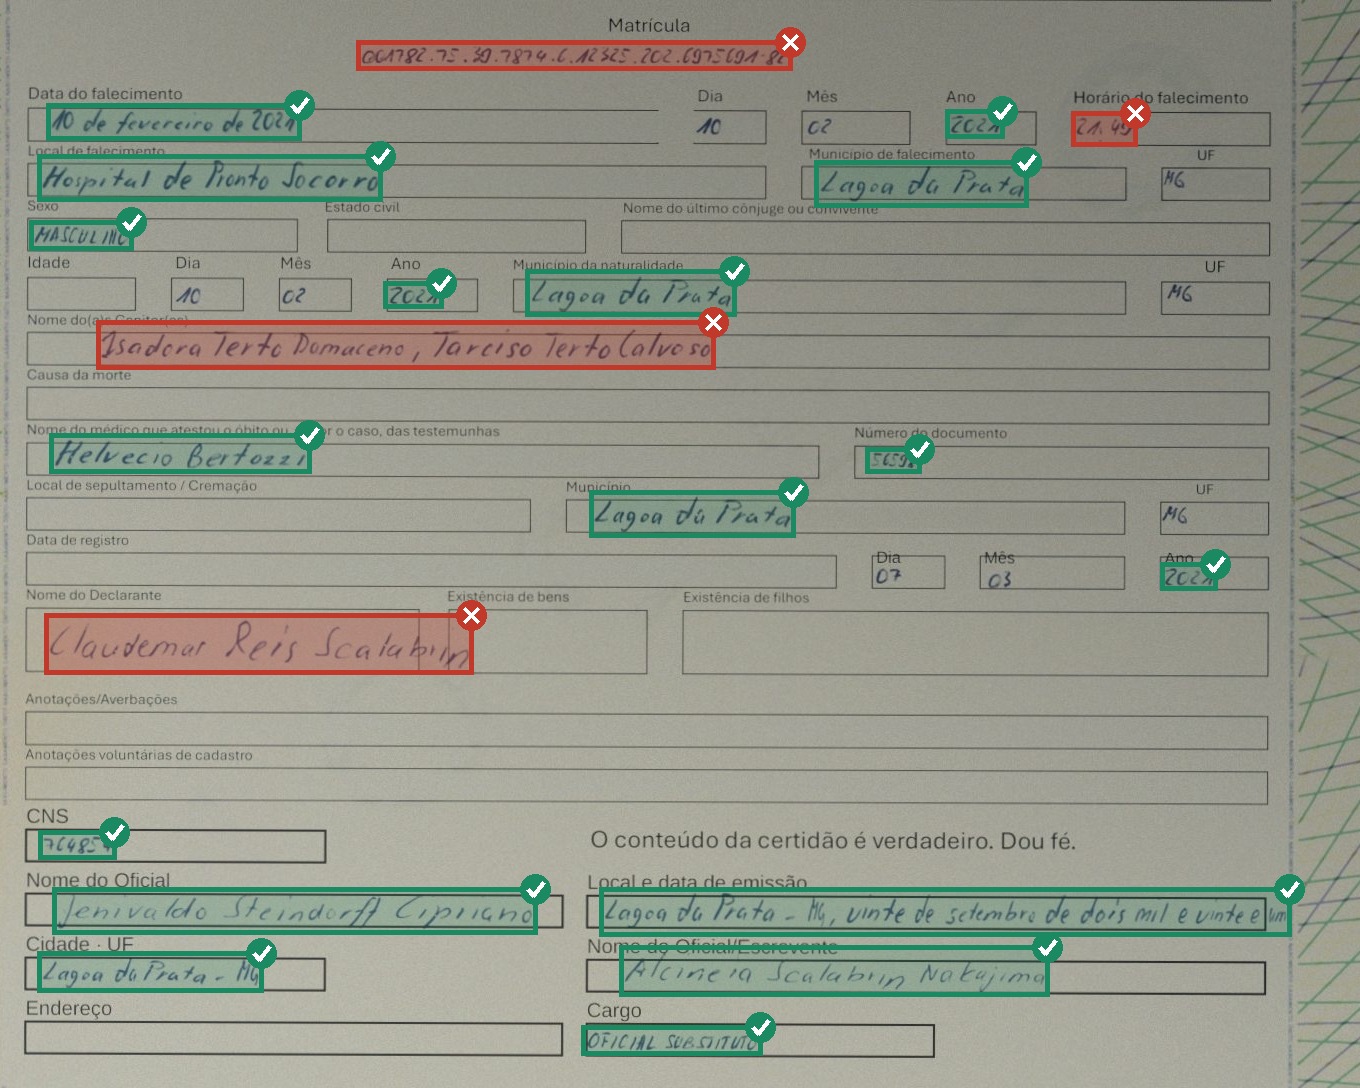 Matrícula
061782.75.39.7874.6.12325.202.6975691-82
Data do falecimento
Dia
Mês
Ano
Horário do falecimento
10 de fevereiro de 2021
10
02
2021
21.49
Local de falecimento
Município de falecimento
UF
Hospital de Pronto Socorro
Lagoa da Prata
MG
Sexo
Estado civil
Nome do último cônjuge ou convivente
MASCULINO
Idade
Dia
Mês
Ano
Município da naturalidade
UF
10
02
2021
Lagoa da Prata
MG
Nome do(a)s Genitor(es)
Isadora Terto Damaceno, Tarciso Terto Calvoso
Causa da morte
Nome do médico que atestou o óbito ou, por o caso, das testemunhas
Número do documento
Helvecio Bertozzi
Local de sepultamento / Cremação
Município
UF
Lagoa da Prata
MG
Data de registro
Dia
Mês
Ano
07
03
2021
Nome do Declarante
Existência de bens
Existência de filhos
Claudemar Reis Scalabrin
Anotações/Averbações
Anotações voluntárias de cadastro
CNS
O conteúdo da certidão é verdadeiro. Dou fé.
Nome do Oficial
Local e data de emissão
Jenivaldo Steindorff Cipriano
Lagoa da Prata - MG, vinte de setembro de dois mil e vinte e um
Cidade - UF
Nome do Oficial/Escrevente
Lagoa da Prata - MG
Alcineia Scalabrin Nakajima
Endereço
Cargo
OFICIAL SUBSTITUTO